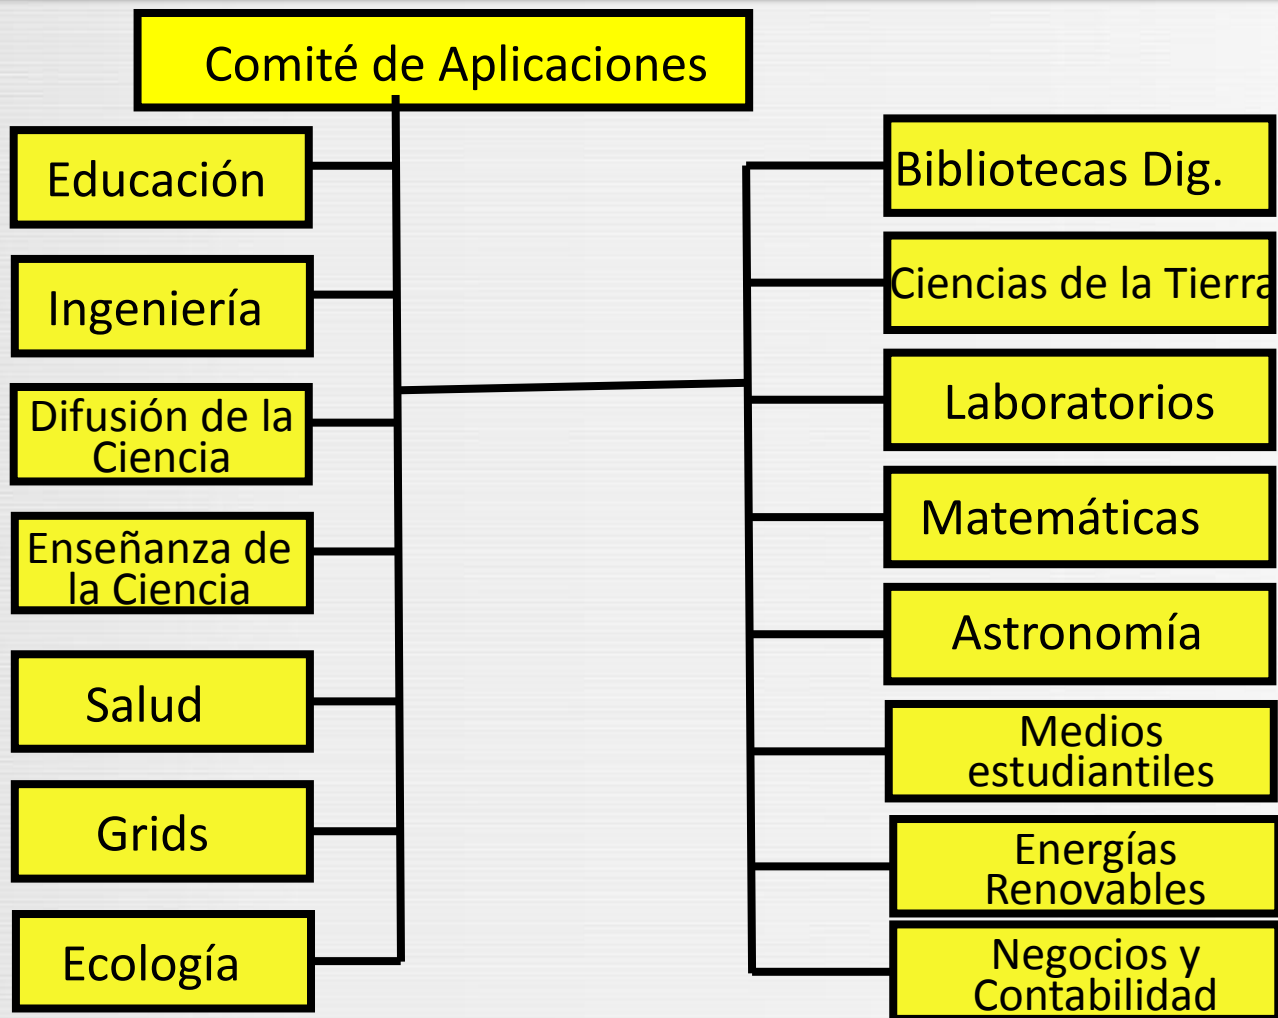 Comité de Aplicaciones
Educación
Ingeniería
Difusión de la
Ciencia
Enseñanza de
la Ciencia
Salud
Grids
Ecología
Bibliotecas Dig.
Ciencias de la Tierra
Laboratorios
Matemáticas
Astronomía
Medios
estudiantiles
Energías
Renovables
Negocios y
Contabilidad